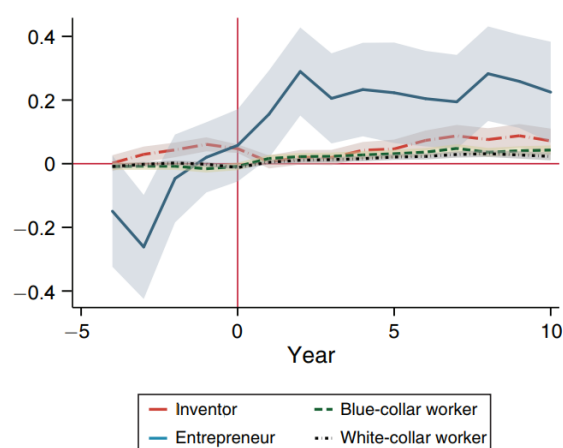 0.4
0.2
0
−0.2
−0.4
−5 0 5 10
Year
Inventor Blue-collar worker
Entrepreneur White-collar worker